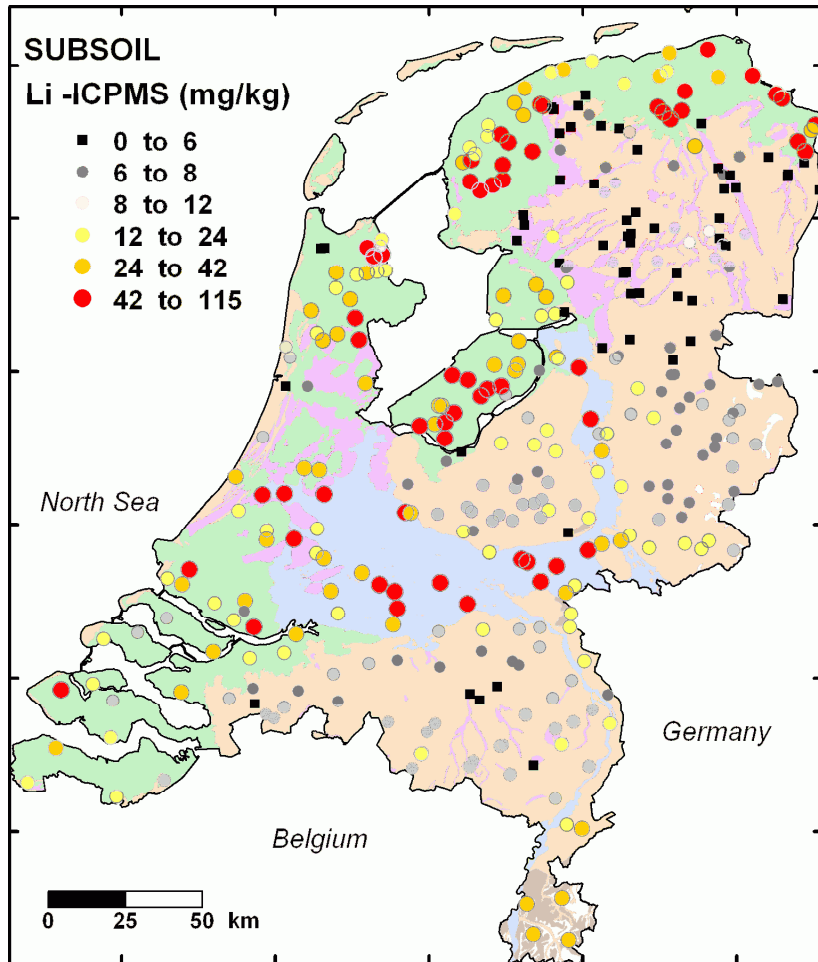 SUBSOIL
Li -ICPMS (mg/kg)
0 to 6
6 to 8
8 to 12
12 to 24
24 to 42
42 to 115
North Sea
Germany
Belgium
0 25 50 km